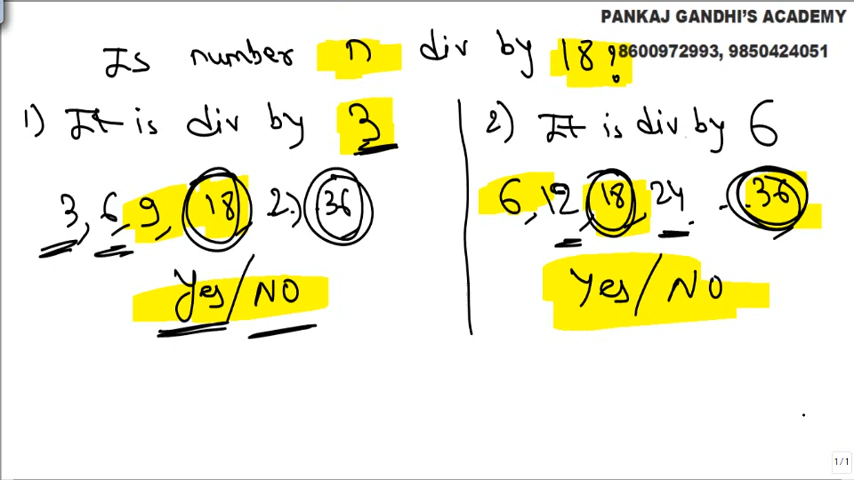 PANKAJ GANDHI'S ACADEMY
8600972993, 9850424051
Is number n div by 18?
1) It is div by 3
3, 6, 9, 18, 36
Yes/NO
2) It is div by 6
6, 12, 18, 24, 36
Yes/NO
1/1